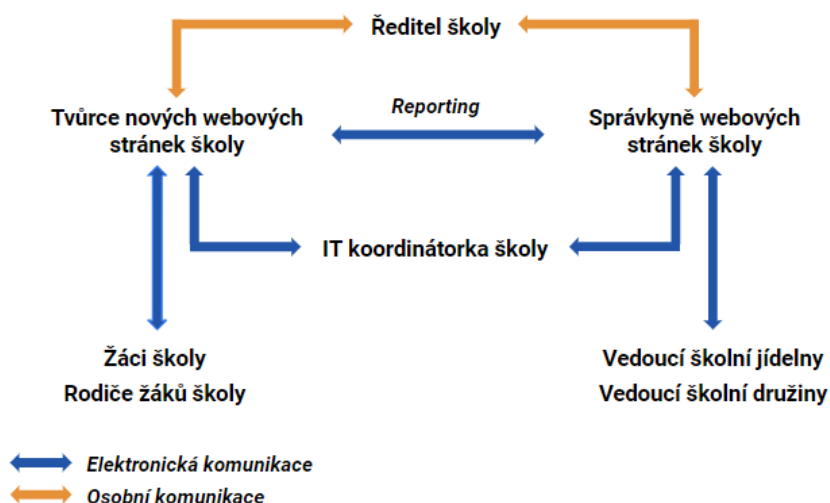 Ředitel školy
Tvůrce nových webových
stránek školy
Reporting
Správkyně webových
stránek školy
IT koordinátorka školy
Žáci školy
Rodiče žáků školy
Vedoucí školní jídelny
Vedoucí školní družiny
Elektronická komunikace
Osobní komunikace